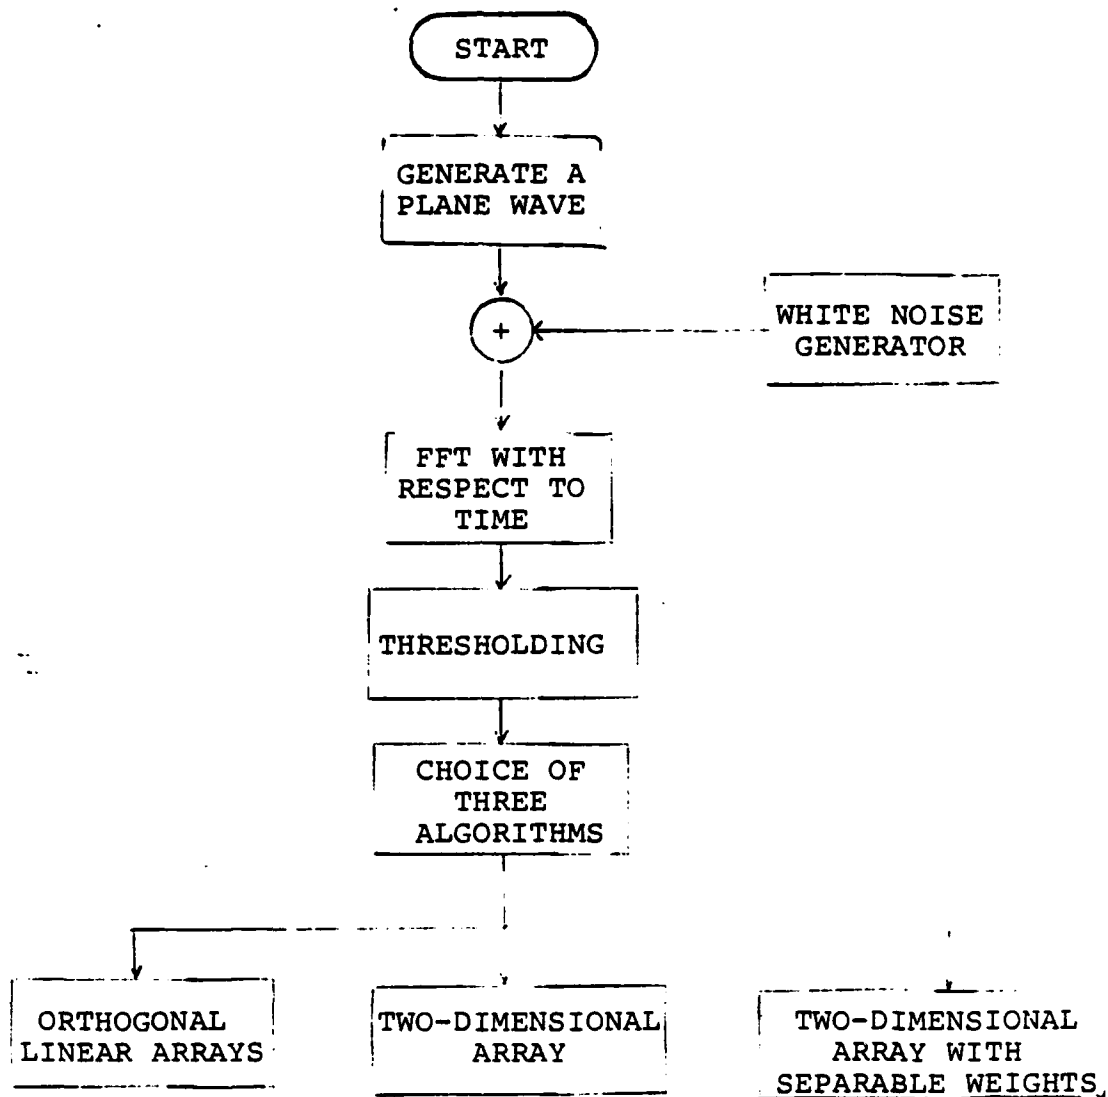 START
GENERATE A
PLANE WAVE
+
WHITE NOISE
GENERATOR
FFT WITH
RESPECT TO
TIME
THRESHOLDING
CHOICE OF
THREE
ALGORITHMS
ORTHOGONAL
LINEAR ARRAYS
TWO-DIMENSIONAL
ARRAY
TWO-DIMENSIONAL
ARRAY WITH
SEPARABLE WEIGHTS